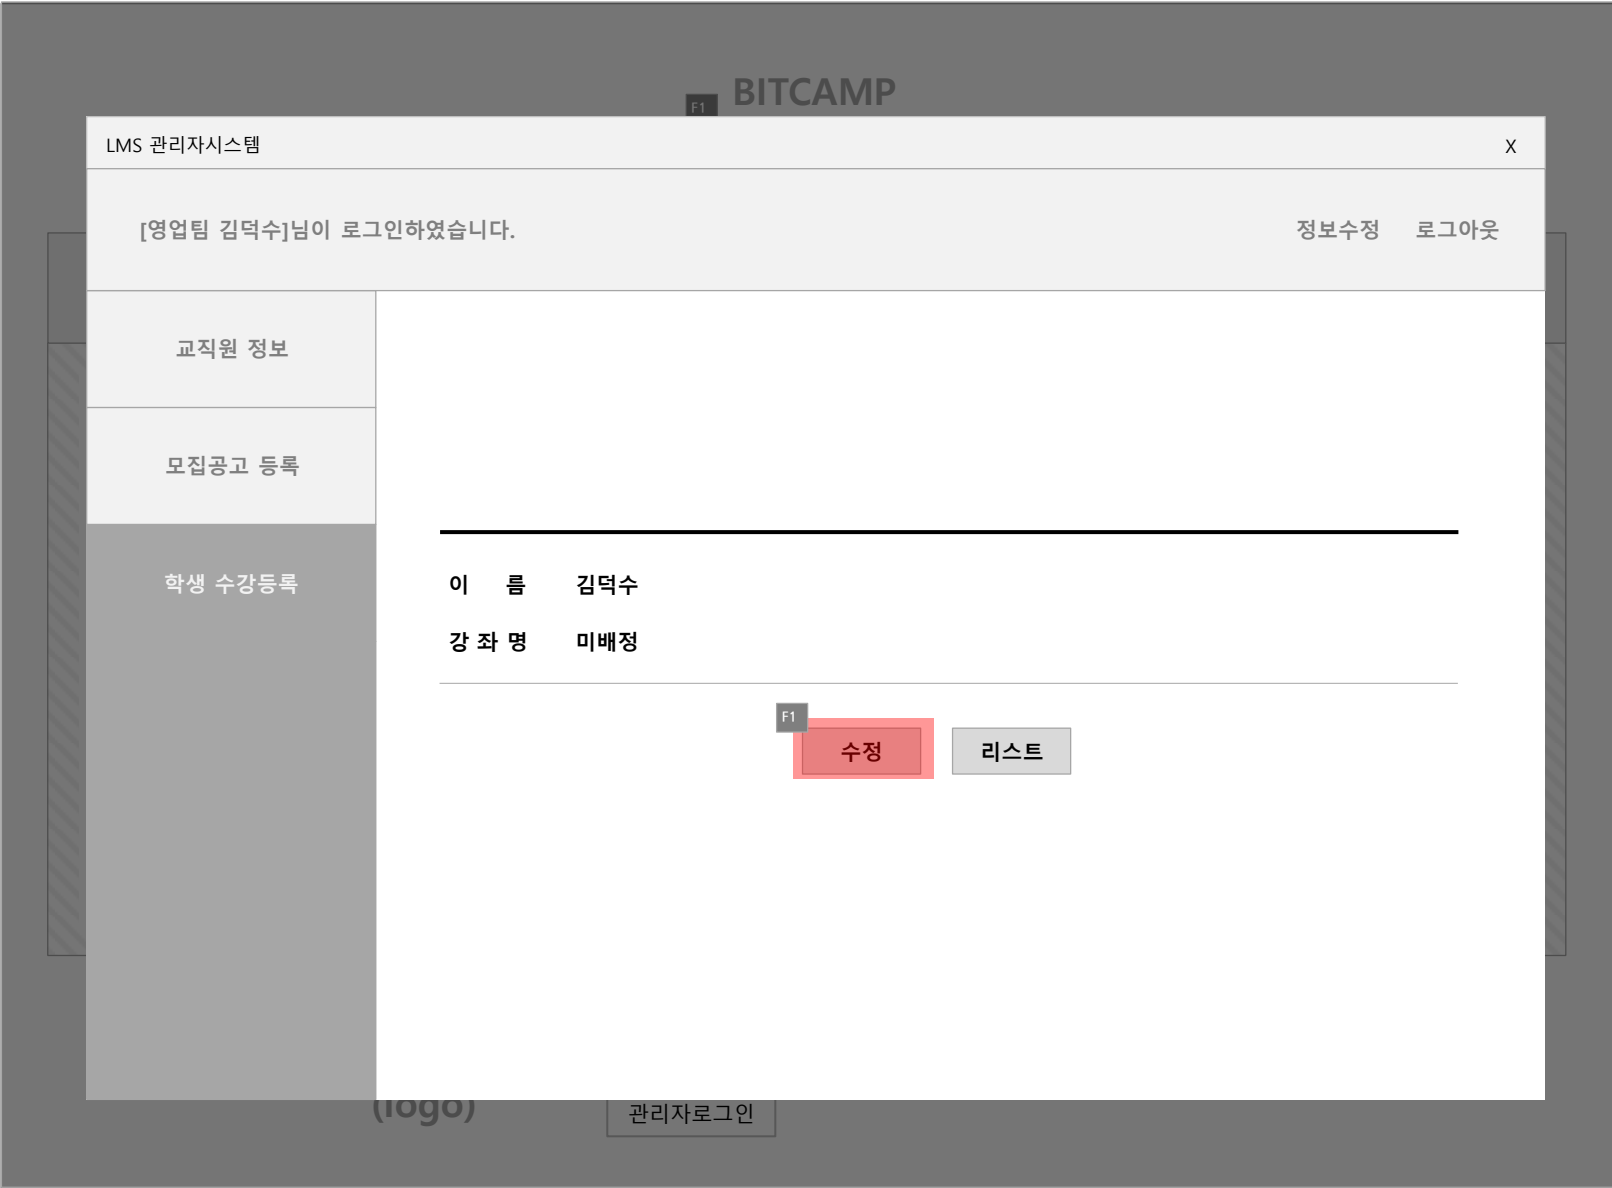 BITCAMP
F1
LMS 관리자시스템
X
[영업팀 김덕수]님이 로그인하였습니다.
정보수정 로그아웃
교직원 정보
모집공고 등록
학생 수강등록
이 름 김덕수
강 좌 명 미배정
F1
수정 리스트
(logo)
관리자로그인